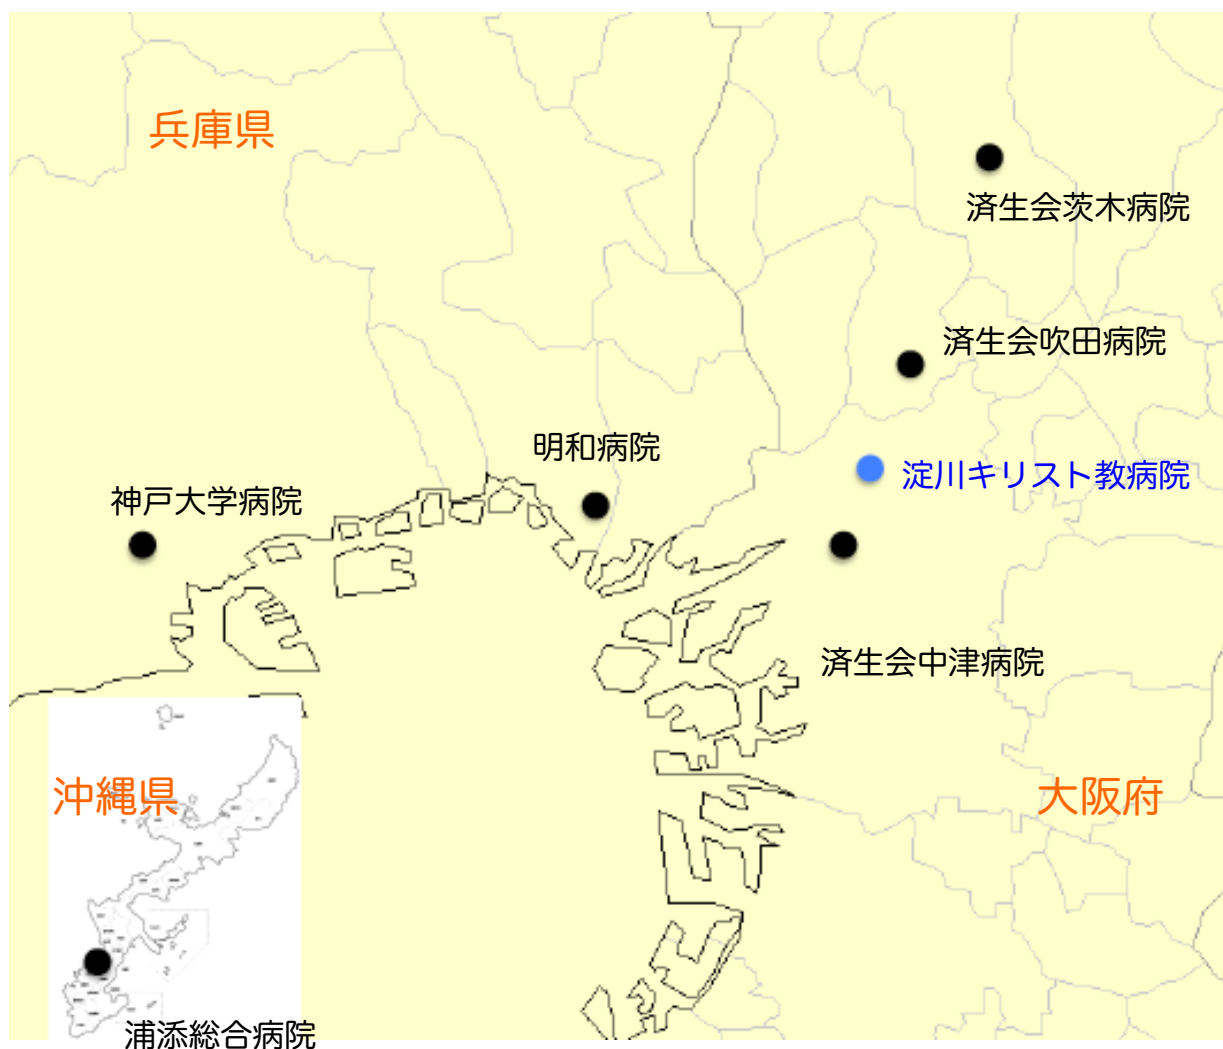 兵庫県
済生会茨木病院
済生会吹田病院
明和病院
淀川キリスト教病院
神戸大学病院
済生会中津病院
沖縄県
大阪府
浦添総合病院